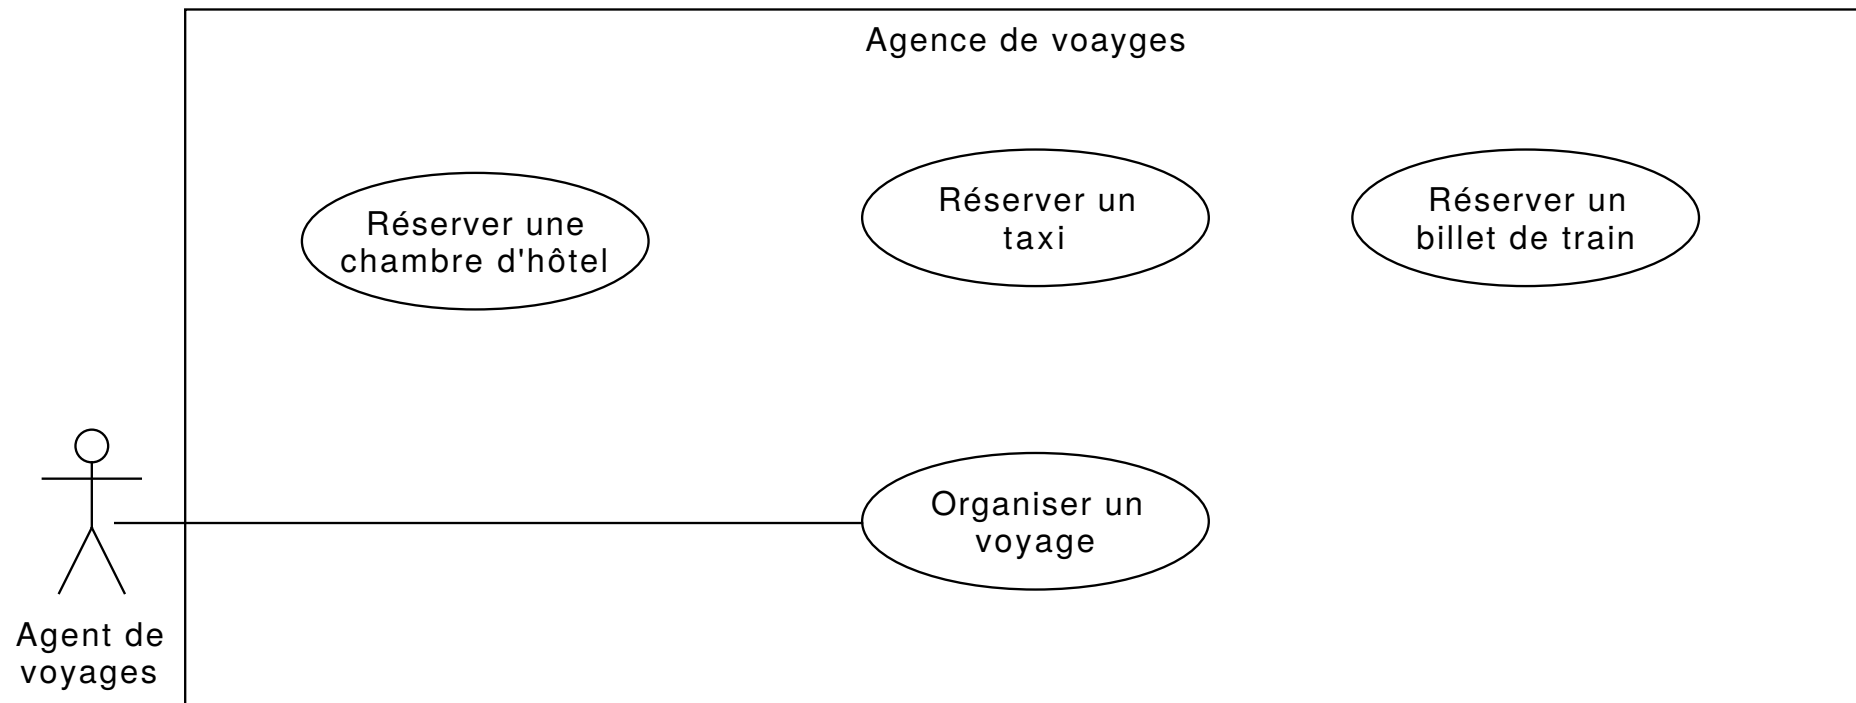 Agence de voayges
Réserver une
chambre d'hôtel
Réserver un
taxi
Réserver un
billet de train
Organiser un
voyage
Agent de
voyages